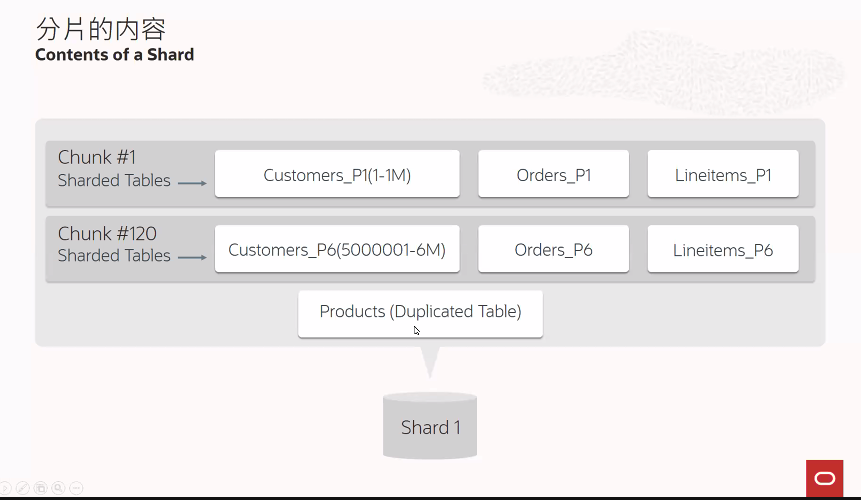 分片的内容
Contents of a Shard
Chunk #1
Sharded Tables
Customers_P1(1-1M)
Orders_P1
Lineitems_P1
Chunk #120
Sharded Tables
Customers_P6(5000001-6M)
Orders_P6
Lineitems_P6
Products (Duplicated Table)
Shard 1